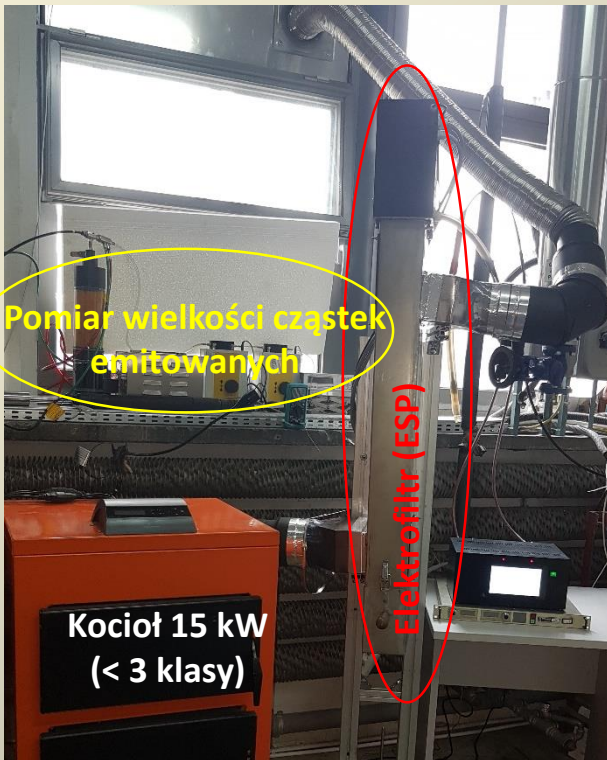 Pomiar wielkości cząstek
emitowanych
Elektrofiltr (ESP)
Kocioł 15 kW
(< 3 klasy)